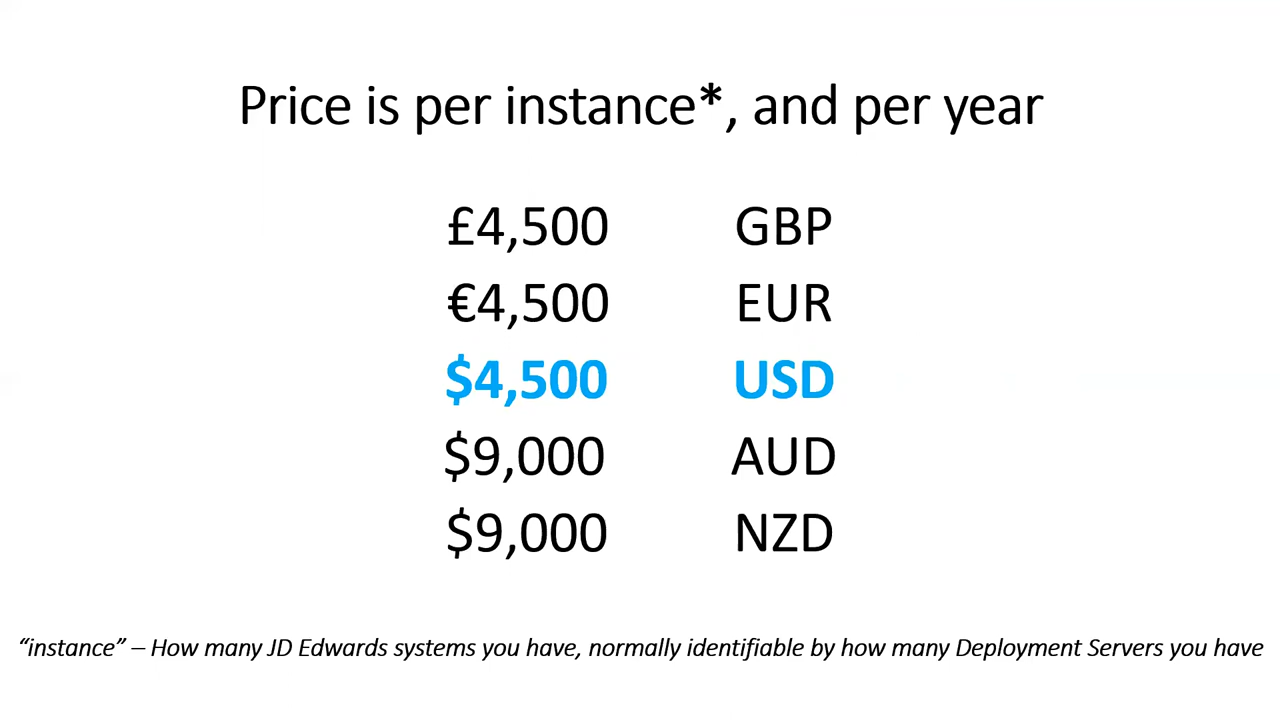 Price is per instance*, and per year
£4,500 GBP
€4,500 EUR
$4,500 USD
$9,000 AUD
$9,000 NZD
“instance” – How many JD Edwards systems you have, normally identifiable by how many Deployment Servers you have